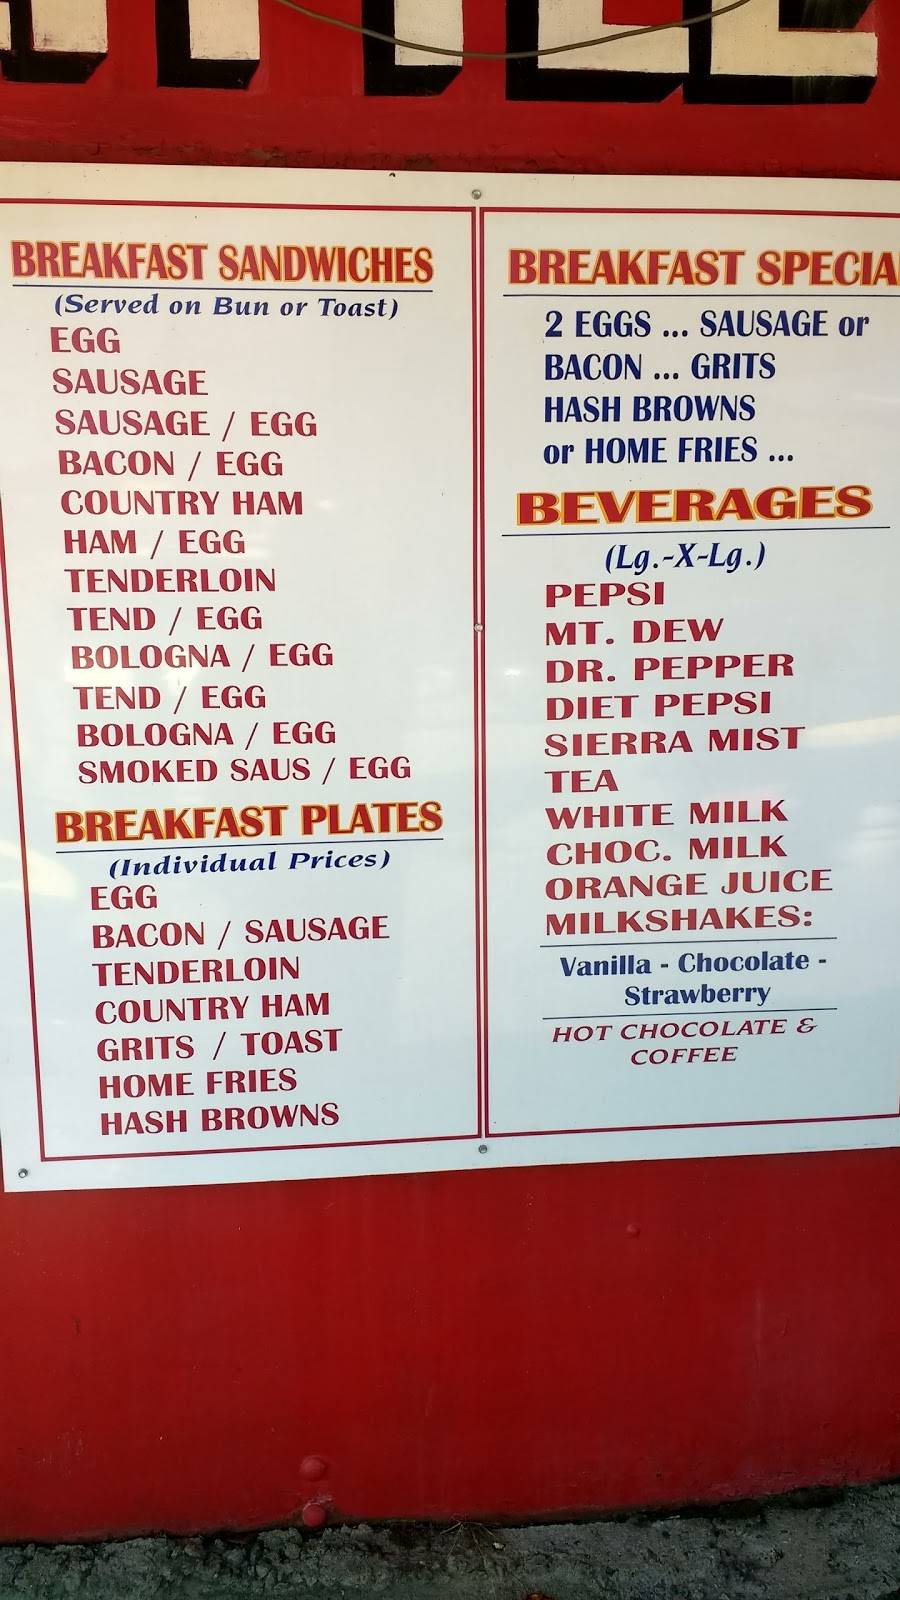 BREAKFAST SANDWICHES
(Served on Bun or Toast)
EGG
SAUSAGE
SAUSAGE / EGG
BACON / EGG
COUNTRY HAM
HAM / EGG
TENDERLOIN
TEND / EGG
BOLOGNA / EGG
TEND / EGG
BOLOGNA / EGG
SMOKED SAUS / EGG
BREAKFAST PLATES
(Individual Prices)
EGG
BACON / SAUSAGE
TENDERLOIN
COUNTRY HAM
GRITS / TOAST
HOME FRIES
HASH BROWNS
BREAKFAST SPECIA
2 EGGS ... SAUSAGE or
BACON ... GRITS
HASH BROWNS
or HOME FRIES ...
BEVERAGES
(Lg.-X-Lg.)
PEPSI
MT. DEW
DR. PEPPER
DIET PEPSI
SIERRA MIST
TEA
WHITE MILK
CHOC. MILK
ORANGE JUICE
MILKSHAKES:
Vanilla - Chocolate -
Strawberry
HOT CHOCOLATE &
COFFEE